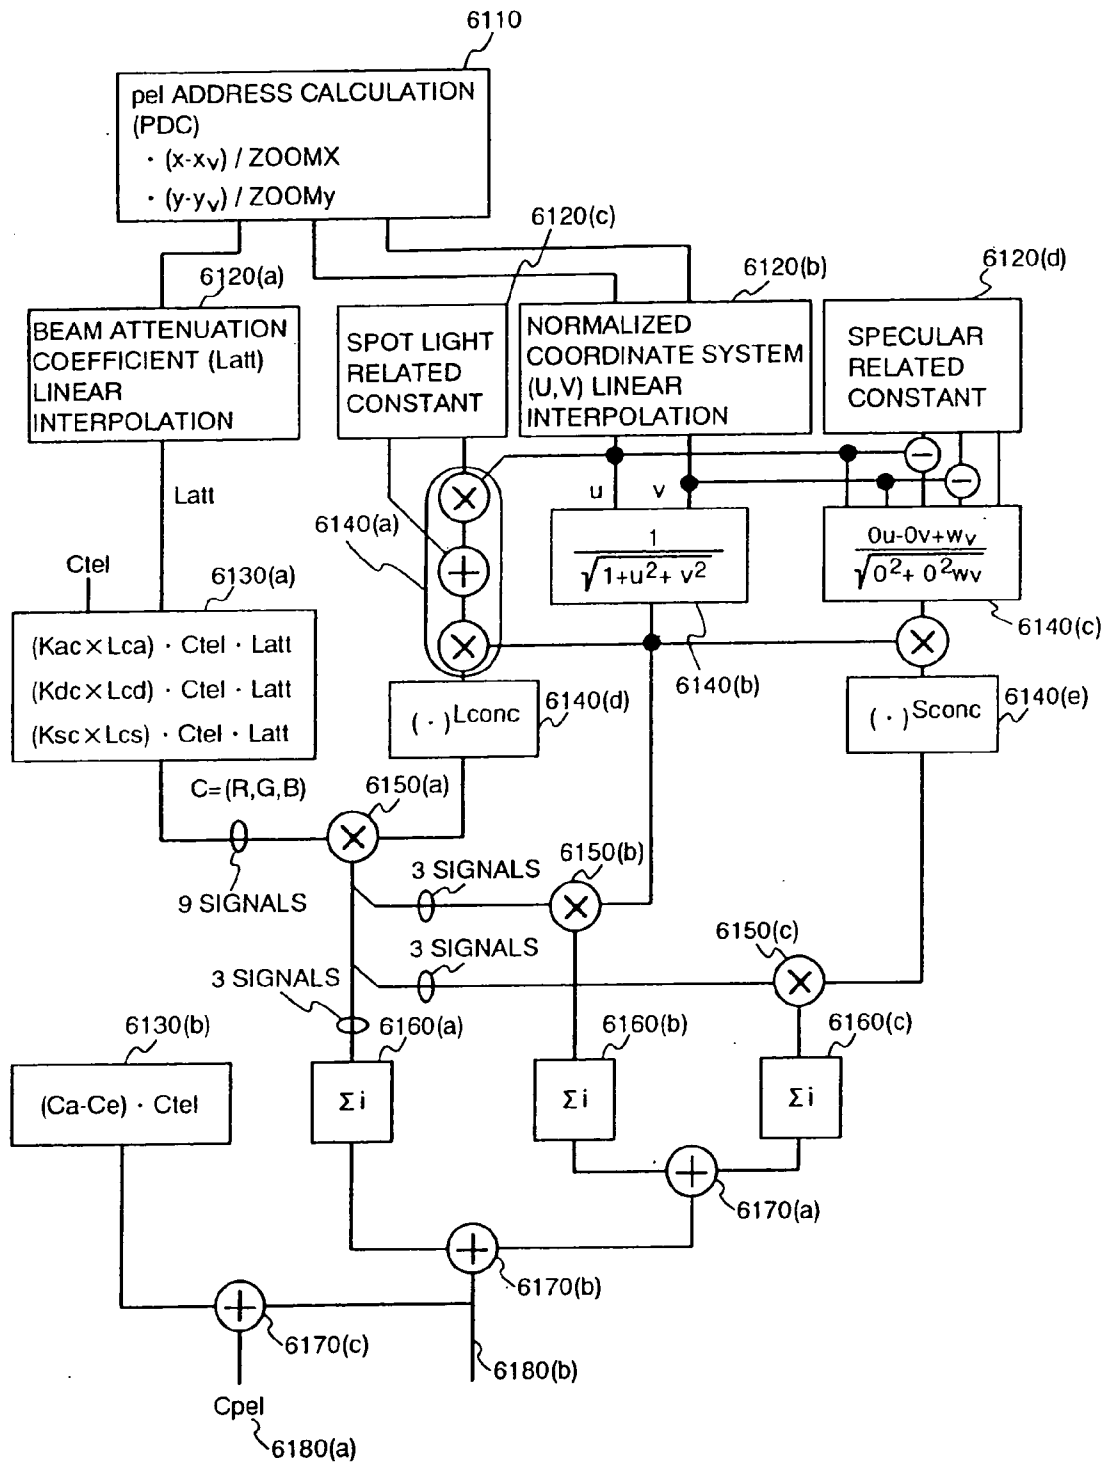 6110
pel ADDRESS CALCULATION
(PDC)
· (x-xv) / ZOOMX
· (y-yv) / ZOOMy
6120(c)
6120(a)
6120(b)
6120(d)
BEAM ATTENUATION
COEFFICIENT (Latt)
LINEAR
INTERPOLATION
SPOT LIGHT
RELATED
CONSTANT
NORMALIZED
COORDINATE SYSTEM
(U,V) LINEAR
INTERPOLATION
SPECULAR
RELATED
CONSTANT
Latt
u
v
6140(a)
1
√1+u²+v²
0u-0v+wv
√0²+0²wv
Ctel
6130(a)
(Kac×Lca) · Ctel · Latt
(Kdc×Lcd) · Ctel · Latt
(Ksc×Lcs) · Ctel · Latt
6140(c)
6140(b)
(·)Lconc
6140(d)
(·)Sconc
6140(e)
C=(R,G,B)
6150(a)
9 SIGNALS
3 SIGNALS
6150(b)
3 SIGNALS
6150(c)
3 SIGNALS
6130(b)
6160(a)
6160(b)
6160(c)
(Ca-Ce) · Ctel
Σi
Σi
Σi
6170(a)
6170(b)
6170(c)
6180(b)
Cpel
6180(a)